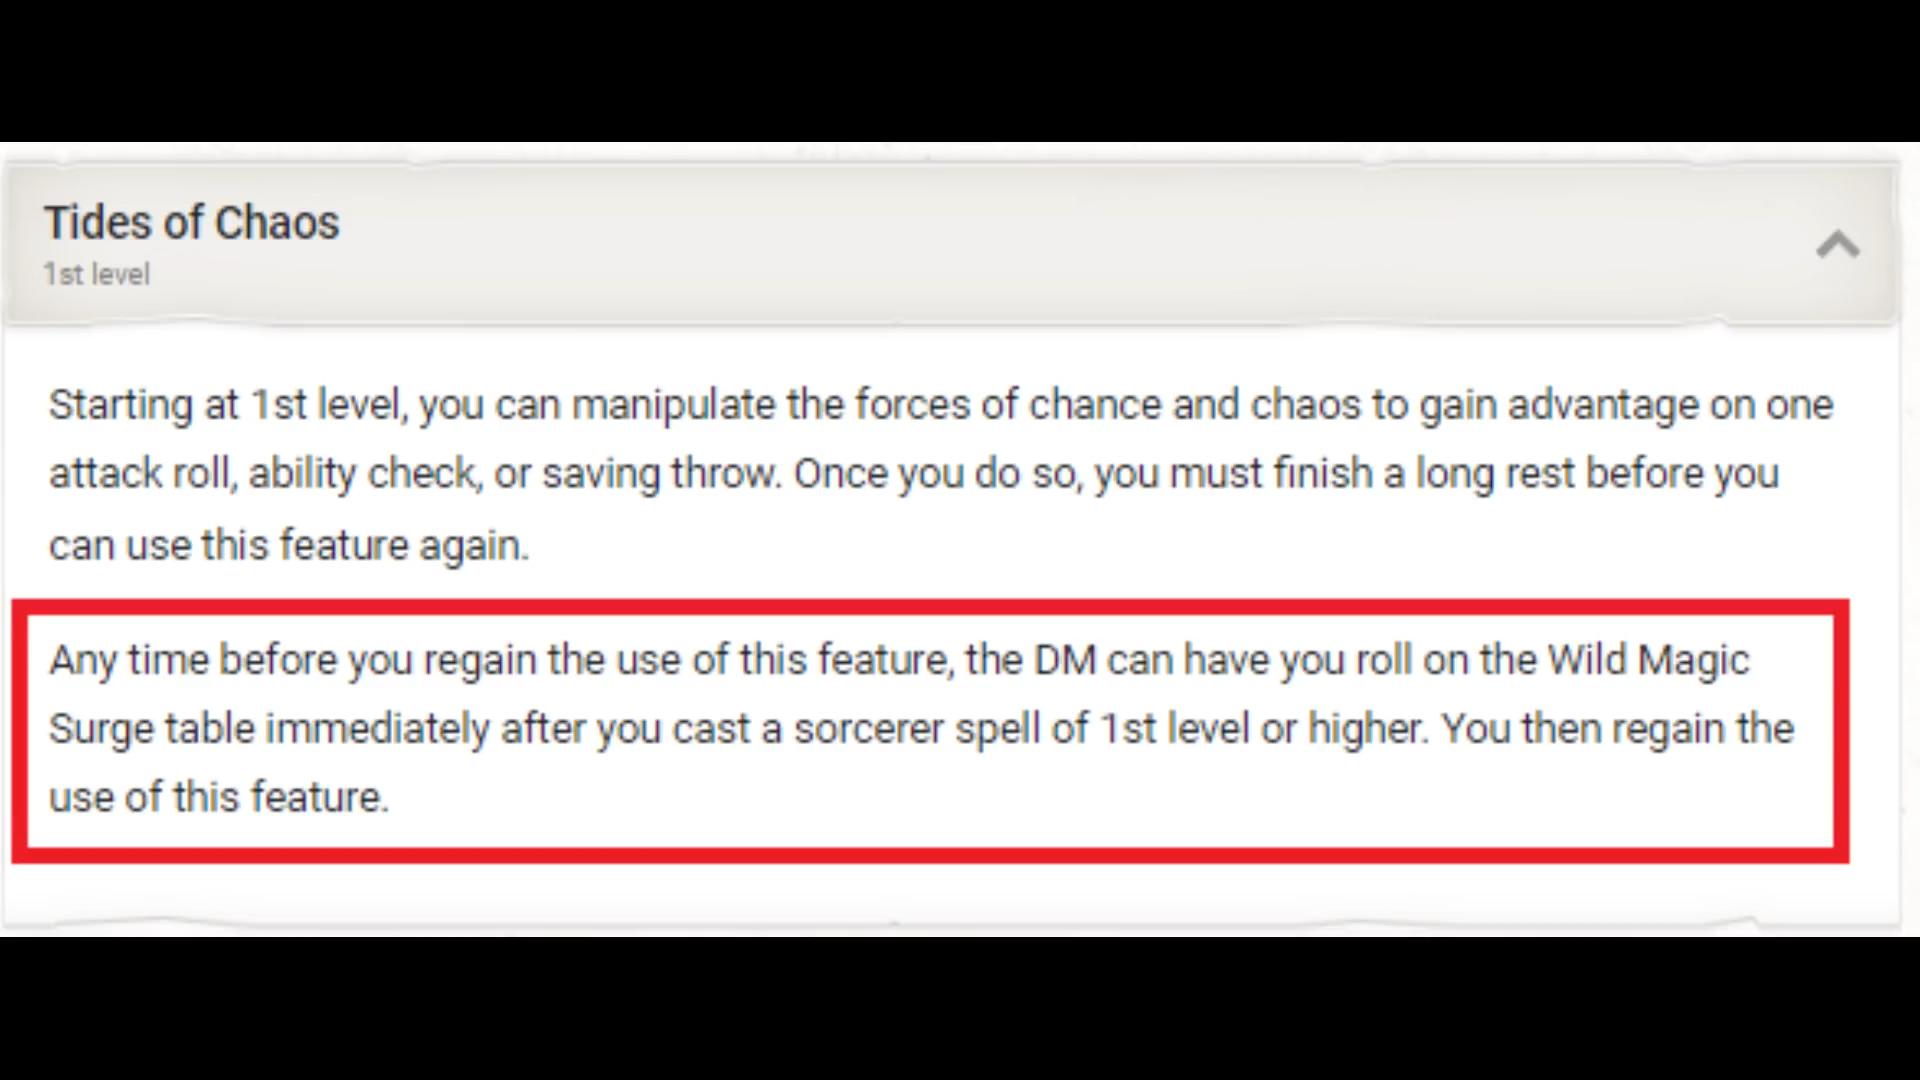 Tides of Chaos
1st level
Starting at 1st level, you can manipulate the forces of chance and chaos to gain advantage on one
attack roll, ability check, or saving throw. Once you do so, you must finish a long rest before you
can use this feature again.
Any time before you regain the use of this feature, the DM can have you roll on the Wild Magic
Surge table immediately after you cast a sorcerer spell of 1st level or higher. You then regain the
use of this feature.